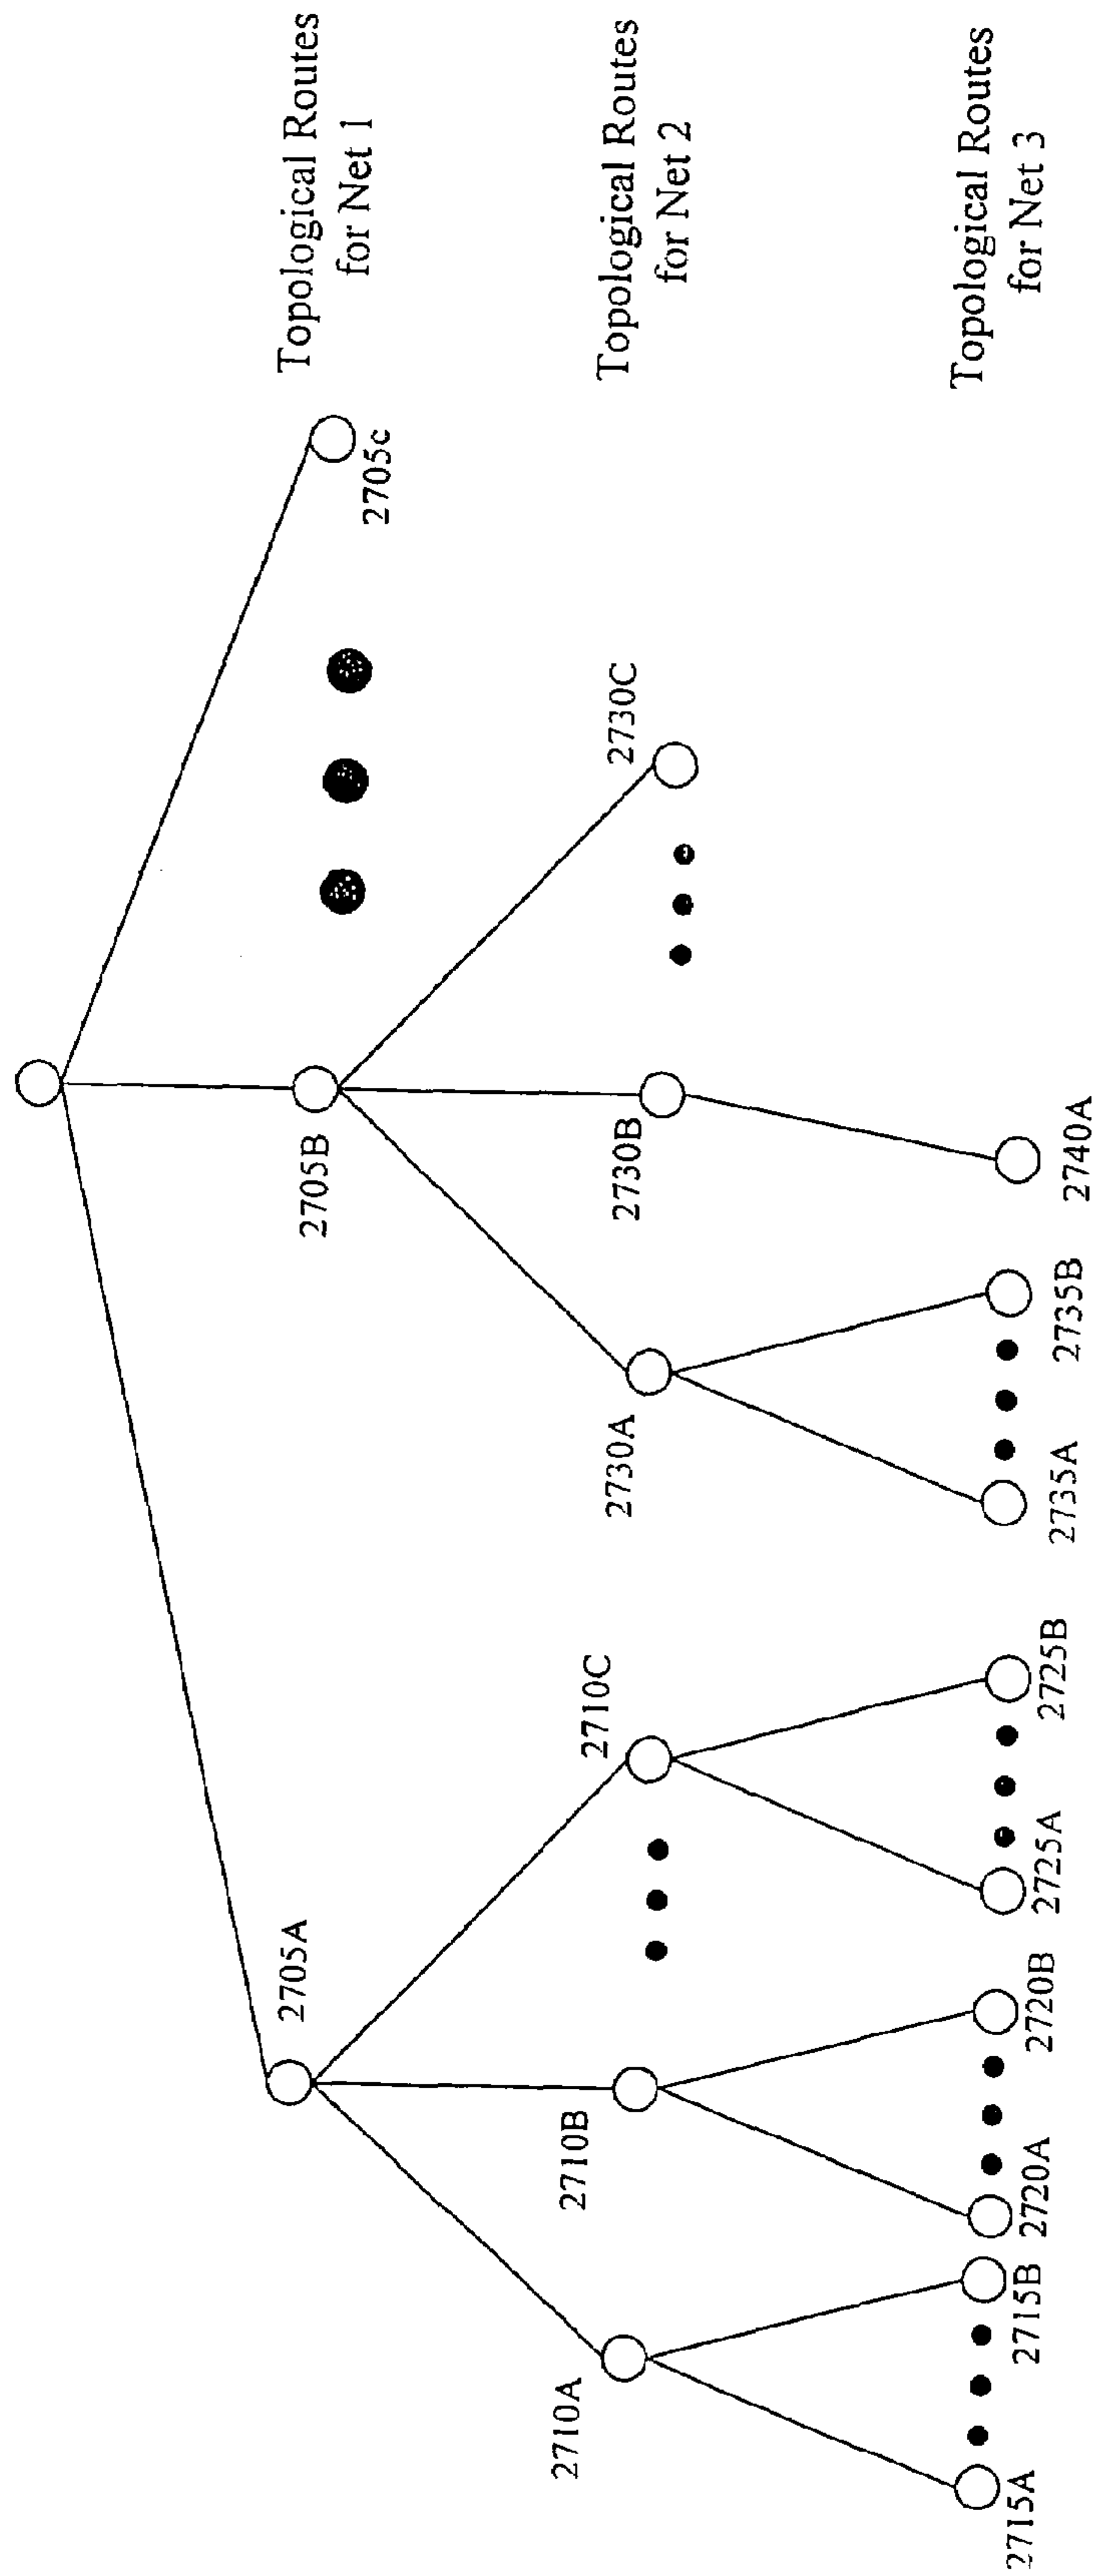 Topological Routes
for Net 1
2705A
2705B
2705c
Topological Routes
for Net 2
2710A
2710B
2710C
2730A
2730B
2730C
Topological Routes
for Net 3
2715A
2715B
2720A
2720B
2725A
2725B
2735A
2735B
2740A